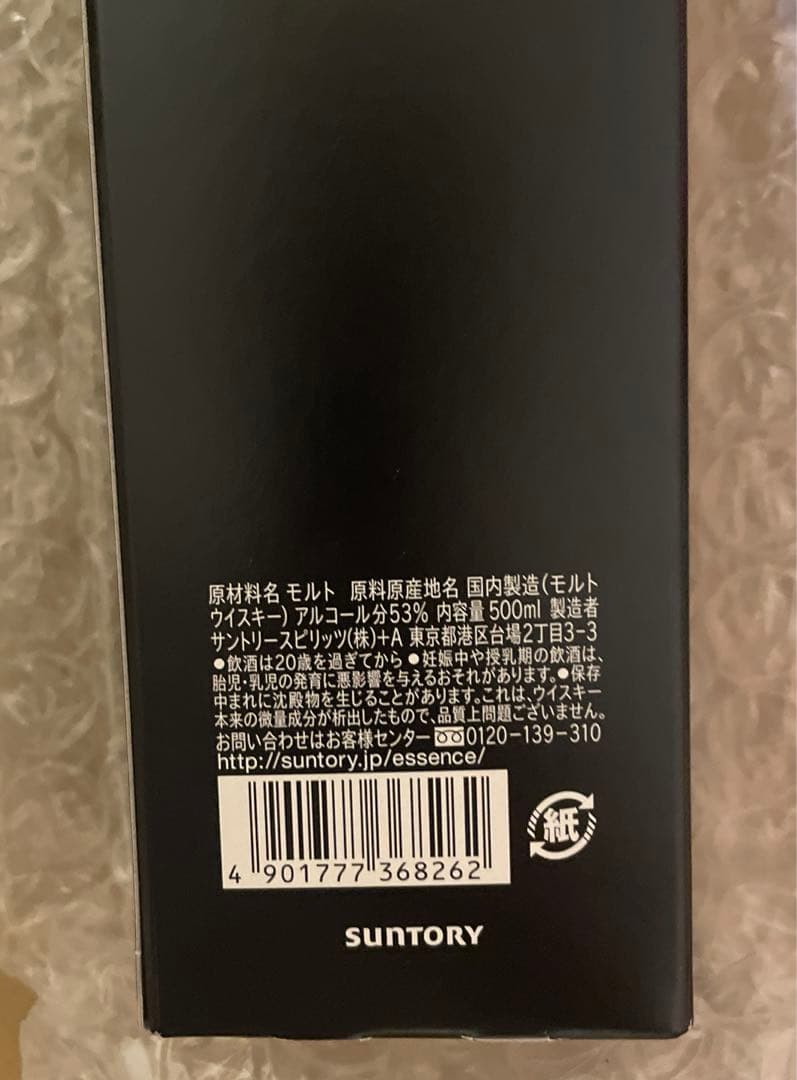 原材料名 モルト 原料原産地名 国内製造(モルト
ウイスキー) アルコール分53% 内容量500ml 製造者
サントリースピリッツ(株)+A 東京都港区台場2丁目3-3
●飲酒は20歳を過ぎてから ●妊娠中や授乳期の飲酒は、
胎児・乳児の発育に悪影響を与えるおそれがあります。●保存
中まれに沈殿物を生じることがあります。これは、ウイスキー
本来の微量成分が析出したもので、品質上問題ございません。
お問い合わせはお客様センター 0120-139-310
http://suntory.jp/essence/
4 901777 368262
紙
SUNTORY